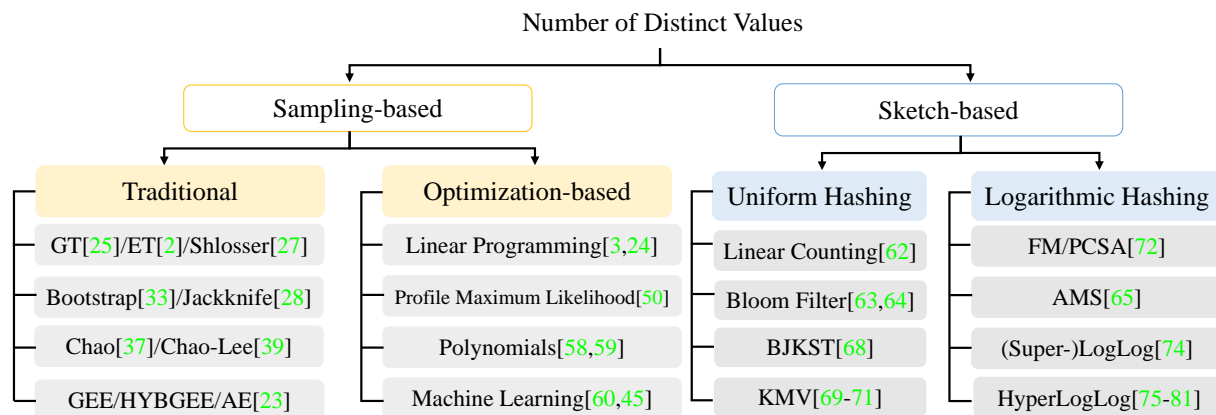 Number of Distinct Values
Sampling-based
Sketch-based
Traditional
GT[25]/ET[2]/Shlosser[27]
Bootstrap[33]/Jackknife[28]
Chao[37]/Chao-Lee[39]
GEE/HYBGEE/AE[23]
Optimization-based
Linear Programming[3,24]
Profile Maximum Likelihood[50]
Polynomials[58,59]
Machine Learning[60,45]
Uniform Hashing
Linear Counting[62]
Bloom Filter[63,64]
BJKST[68]
KMV[69-71]
Logarithmic Hashing
FM/PCSA[72]
AMS[65]
(Super-)LogLog[74]
HyperLogLog[75-81]